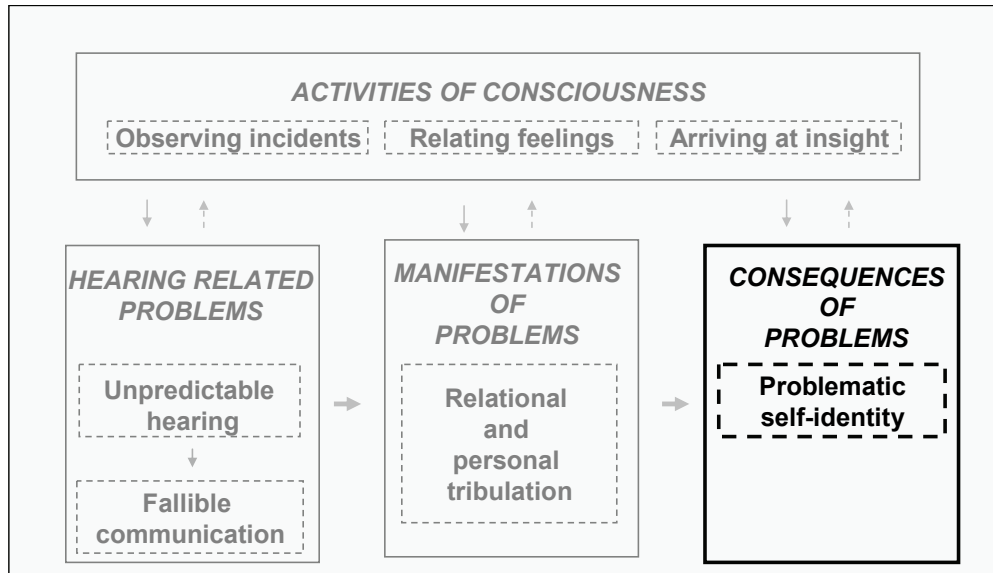 ACTIVITIES OF CONSCIOUSNESS
Observing incidents
Relating feelings
Arriving at insight
HEARING RELATED
PROBLEMS
Unpredictable
hearing
Fallible
communication
MANIFESTATIONS
OF
PROBLEMS
Relational
and
personal
tribulation
CONSEQUENCES
OF
PROBLEMS
Problematic
self-identity